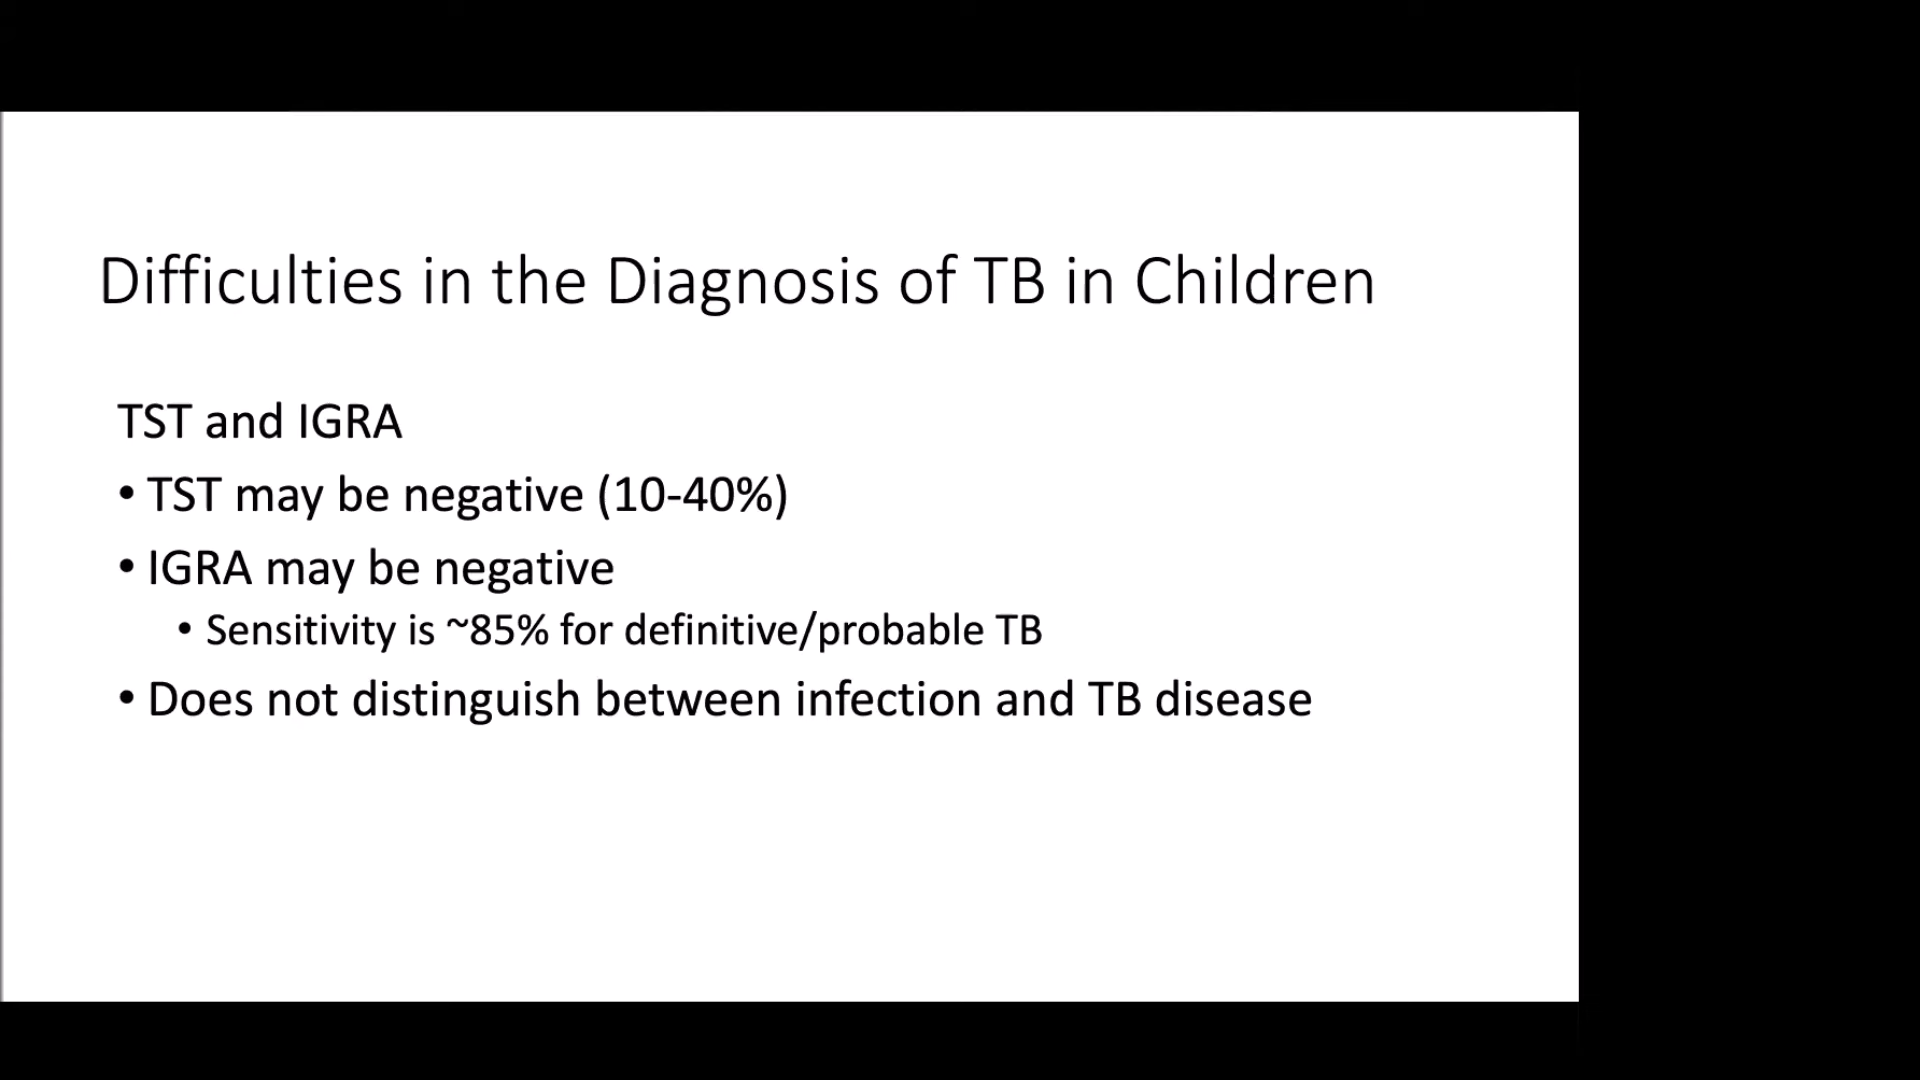 Difficulties in the Diagnosis of TB in Children
TST and IGRA
• TST may be negative (10-40%)
• IGRA may be negative
• Sensitivity is ~85% for definitive/probable TB
• Does not distinguish between infection and TB disease